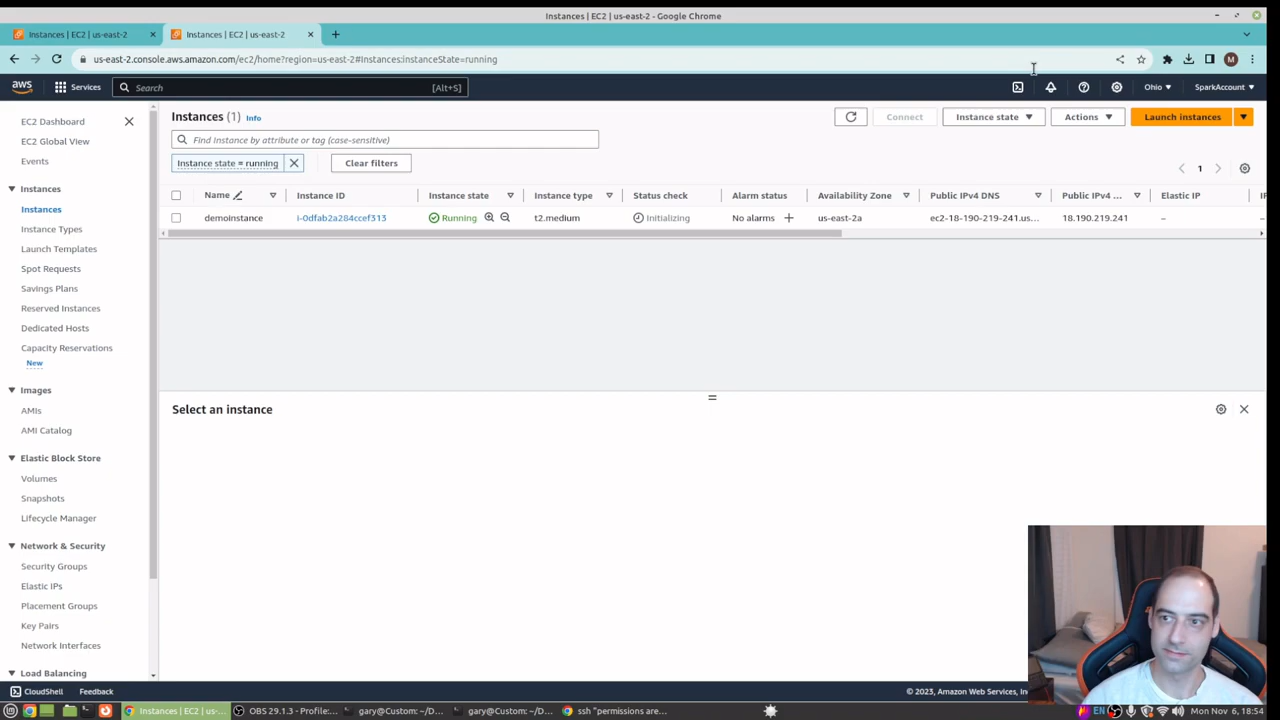 Instances | EC2 | us-east-2 - Google Chrome
Instances | EC2 | us-east-2
Instances | EC2 | us-east-2
us-east-2.console.aws.amazon.com/ec2/home?region=us-east-2#Instances:instanceState=running
M
aws Services Search [Alt+S] Ohio SparkAccount
EC2 Dashboard
EC2 Global View
Events
Instances
Instances
Instance Types
Launch Templates
Spot Requests
Savings Plans
Reserved Instances
Dedicated Hosts
Capacity Reservations
New
Images
AMIs
AMI Catalog
Elastic Block Store
Volumes
Snapshots
Lifecycle Manager
Network & Security
Security Groups
Elastic IPs
Placement Groups
Key Pairs
Network Interfaces
Load Balancing
Instances (1) Info
Connect Instance state Actions Launch instances
Find Instance by attribute or tag (case-sensitive)
Instance state = running Clear filters
1
Name Instance ID Instance state Instance type Status check Alarm status Availability Zone Public IPv4 DNS Public IPv4 ... Elastic IP
demoinstance i-0dfab2a284ccef313 Running t2.medium Initializing No alarms + us-east-2a ec2-18-190-219-241.us... 18.190.219.241 – –
Select an instance
CloudShell Feedback © 2023, Amazon Web Services, In
Instances | EC2 | us-... OBS 29.1.3 - Profile:... gary@Custom: ~/D... gary@Custom: ~/D... ssh "permissions are... EN Mon Nov 6, 18:54